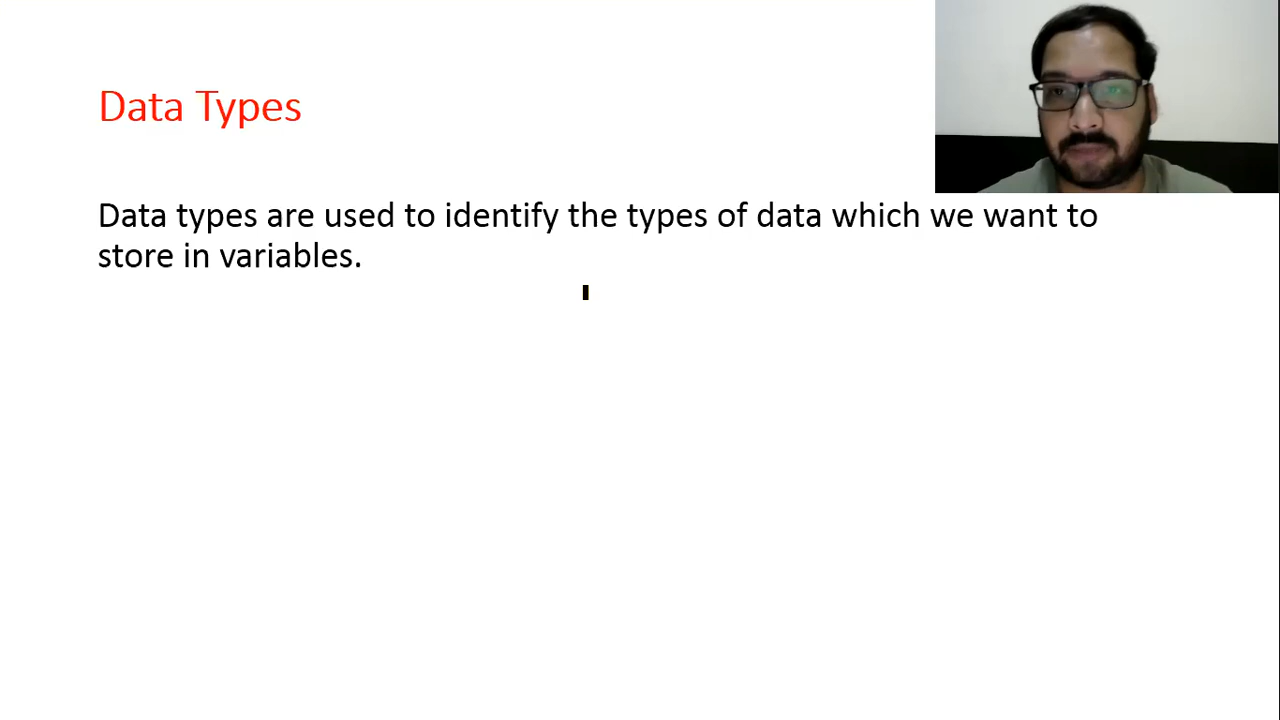 Data Types
Data types are used to identify the types of data which we want to
store in variables.